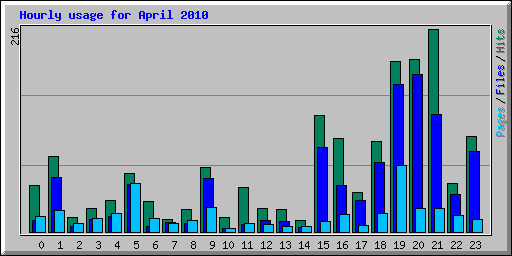 Hourly usage for April 2010
216
Pages/Files/Hits
0 1 2 3 4 5 6 7 8 9 10 11 12 13 14 15 16 17 18 19 20 21 22 23